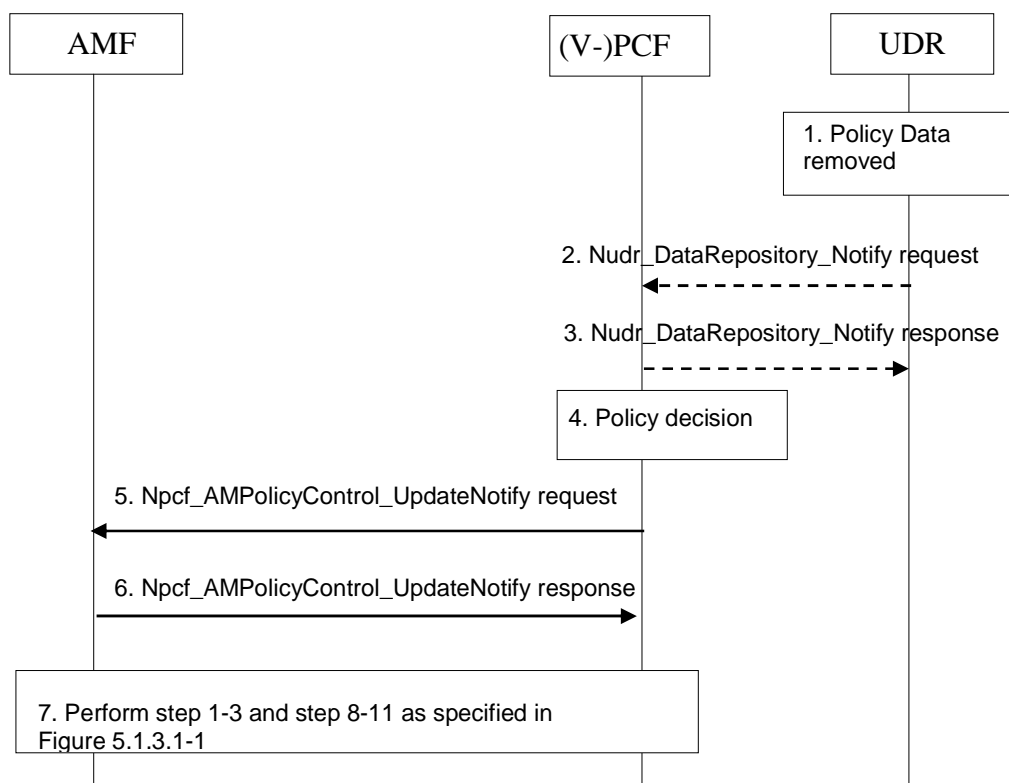 AMF
(V-)PCF
UDR
1. Policy Data
removed
2. Nudr_DataRepository_Notify request
3. Nudr_DataRepository_Notify response
4. Policy decision
5. Npcf_AMPolicyControl_UpdateNotify request
6. Npcf_AMPolicyControl_UpdateNotify response
7. Perform step 1-3 and step 8-11 as specified in
Figure 5.1.3.1-1